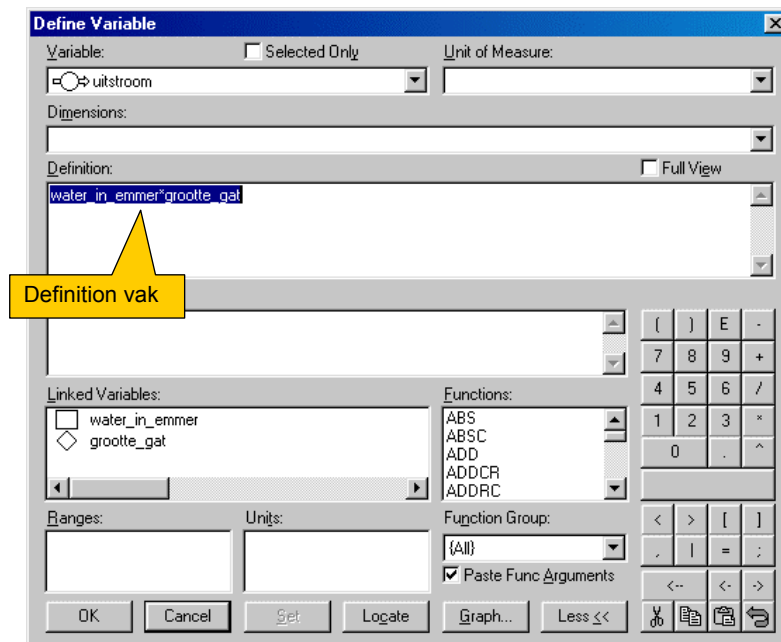 Define Variable
Variable: Selected Only Unit of Measure:
uitstroom
Dimensions:
Definition: Full View
water_in_emmer*grootte_gat
Definition vak
( ) E -
7 8 9 +
4 5 6 /
1 2 3 ×
0 . ^
Linked Variables: Functions:
water_in_emmer ABS
grootte_gat ABSC
ADD
ADDCR
ADDRC
Ranges: Units: Function Group:
{All}
Paste Func Arguments
< > [ ]
, | = ;
<-- <- ->
OK Cancel Set Locate Graph... Less <<